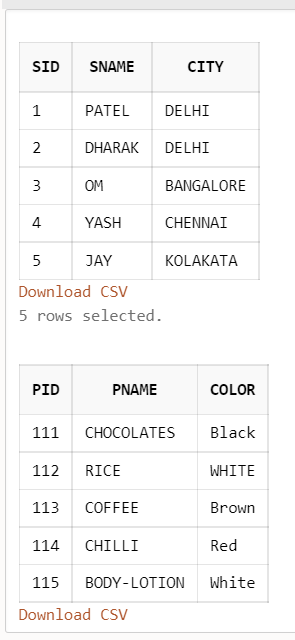 SID SNAME CITY
1 PATEL DELHI
2 DHARAK DELHI
3 OM BANGALORE
4 YASH CHENNAI
5 JAY KOLAKATA
Download CSV
5 rows selected.
PID PNAME COLOR
111 CHOCOLATES Black
112 RICE WHITE
113 COFFEE Brown
114 CHILLI Red
115 BODY-LOTION White
Download CSV